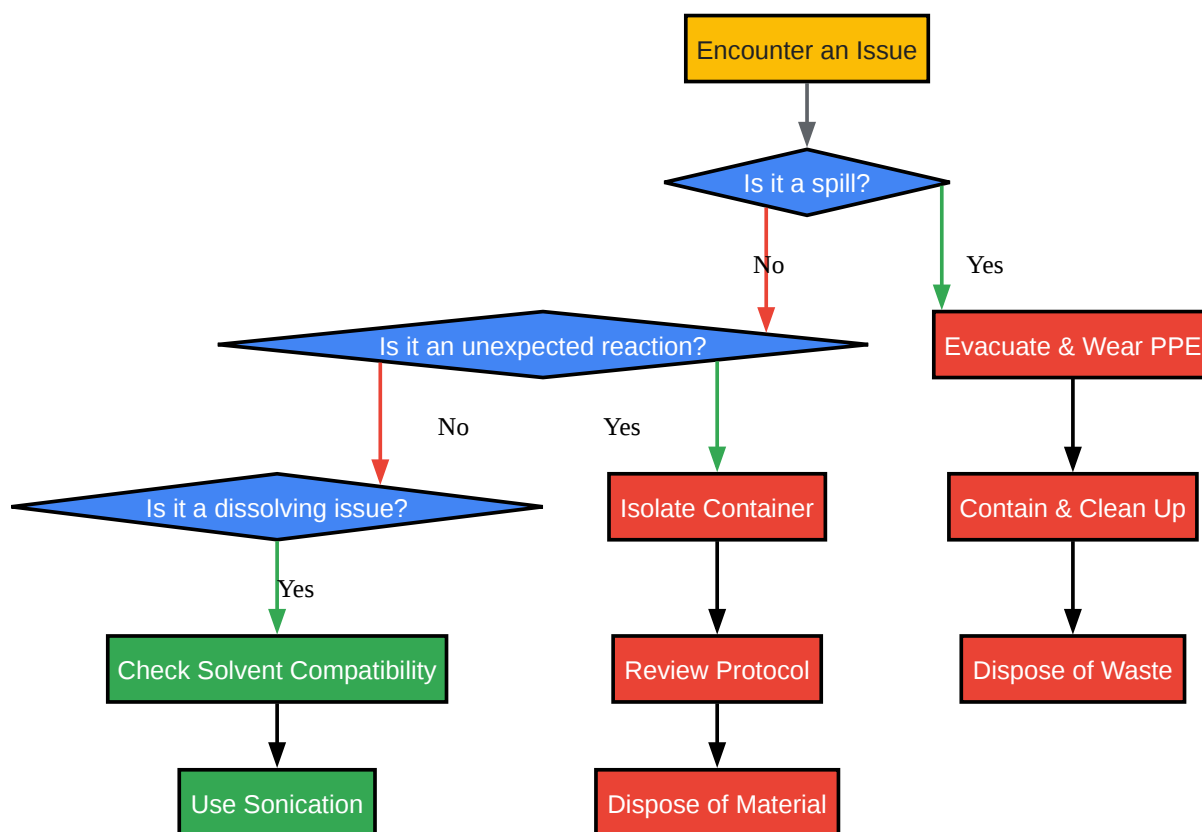 Encounter an Issue
Is it a spill?
No
Yes
Is it an unexpected reaction?
Evacuate & Wear PPE
No
Yes
Is it a dissolving issue?
Isolate Container
Contain & Clean Up
Yes
Check Solvent Compatibility
Review Protocol
Dispose of Waste
Use Sonication
Dispose of Material